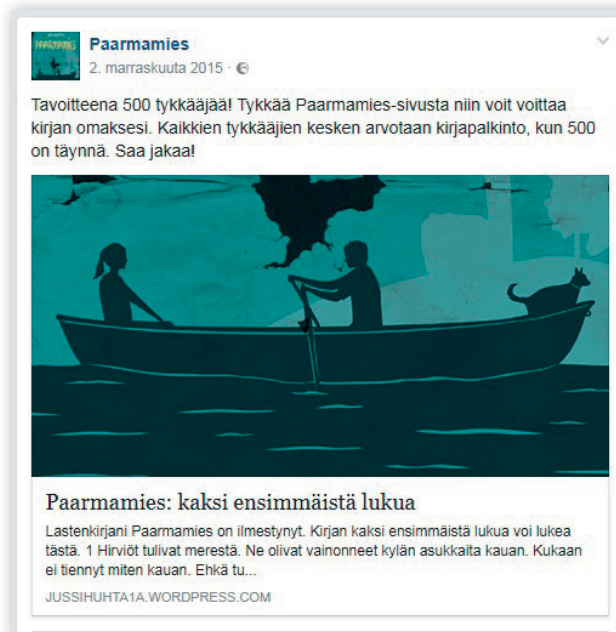 PAARMAMIES
Paarmamies
2. marraskuuta 2015 ·
Tavoitteena 500 tykkääjää! Tykkää Paarmamies-sivusta niin voit voittaa
kirjan omaksesi. Kaikkien tykkääjien kesken arvotaan kirjapalkinto, kun 500
on täynnä. Saa jakaa!
Paarmamies: kaksi ensimmäistä lukua
Lastenkirjani Paarmamies on ilmestynyt. Kirjan kaksi ensimmäistä lukua voi lukea
tästä. 1 Hirviöt tulivat merestä. Ne olivat vainonneet kylän asukkaita kauan. Kukaan
ei tiennyt miten kauan. Ehkä tu...
JUSSIHUHTA1A.WORDPRESS.COM